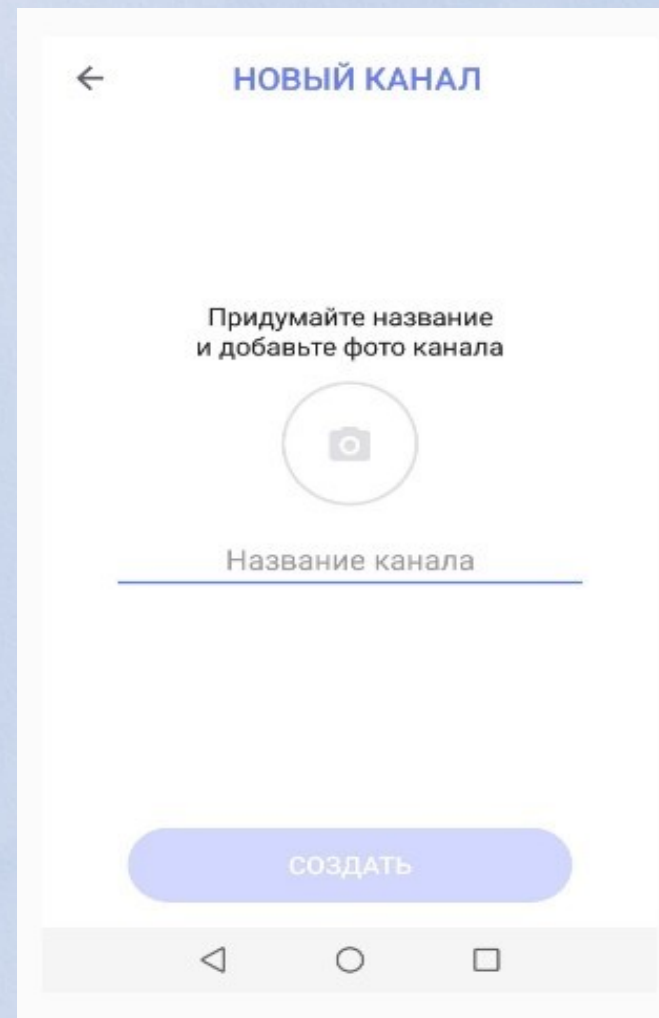 НОВЫЙ КАНАЛ
Придумайте название
и добавьте фото канала
Название канала
СОЗДАТЬ